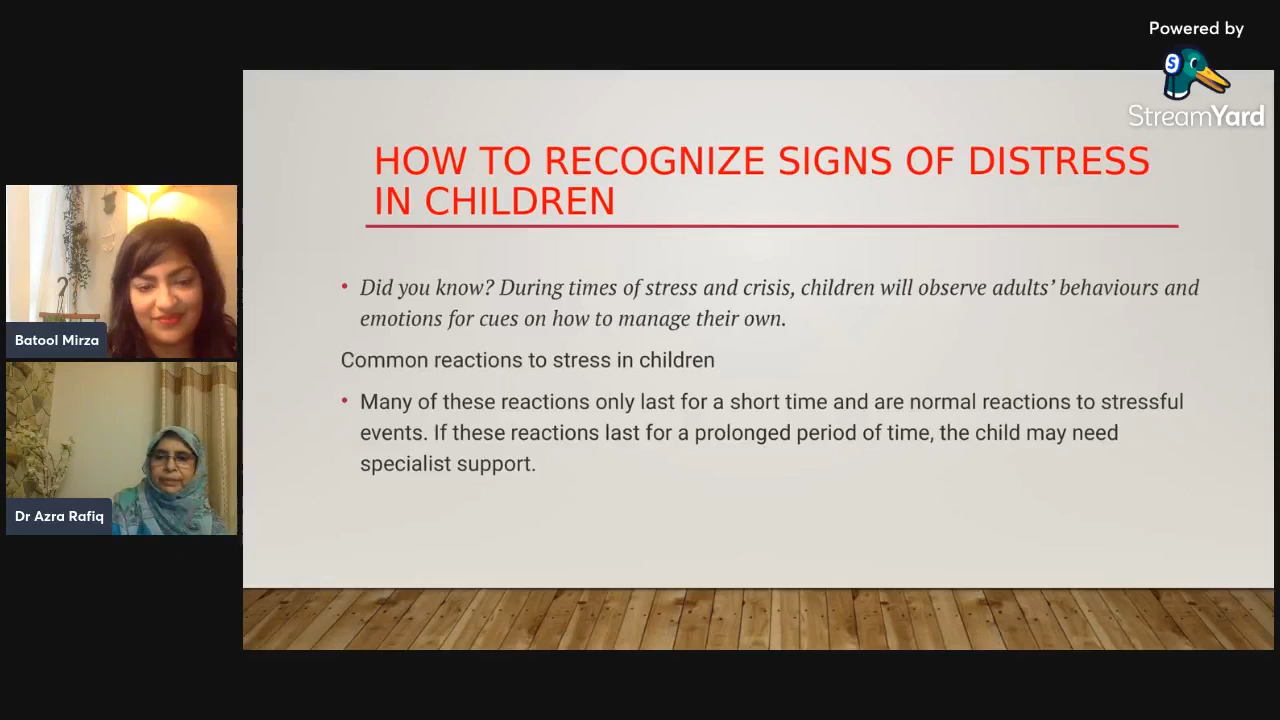 Powered by
StreamYard
HOW TO RECOGNIZE SIGNS OF DISTRESS
IN CHILDREN
• Did you know? During times of stress and crisis, children will observe adults’ behaviours and
emotions for cues on how to manage their own.
Common reactions to stress in children
• Many of these reactions only last for a short time and are normal reactions to stressful
events. If these reactions last for a prolonged period of time, the child may need
specialist support.
Batool Mirza
Dr Azra Rafiq